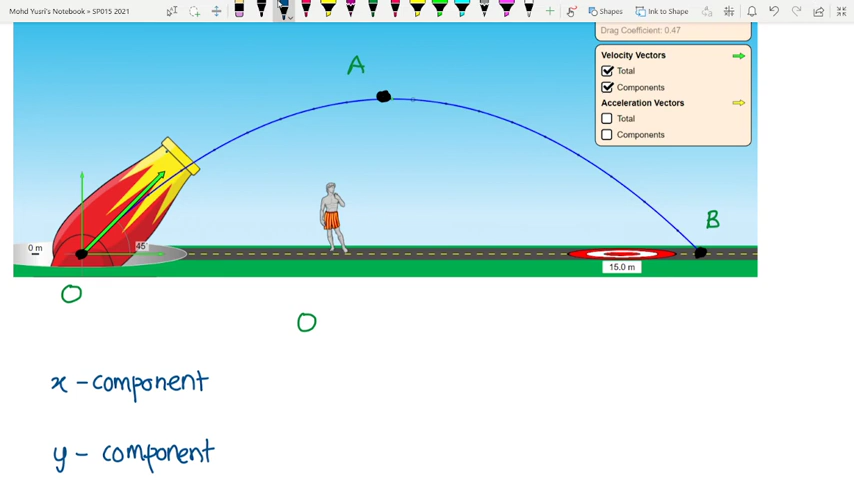 Mohd Yusri's Notebook » SP015 2021
Shapes
Ink to Shape
Drag Coefficient: 0.47
Velocity Vectors
Total
Components
Acceleration Vectors
Total
Components
A
B
0 m
45°
15.0 m
O
O
x - component
y - component